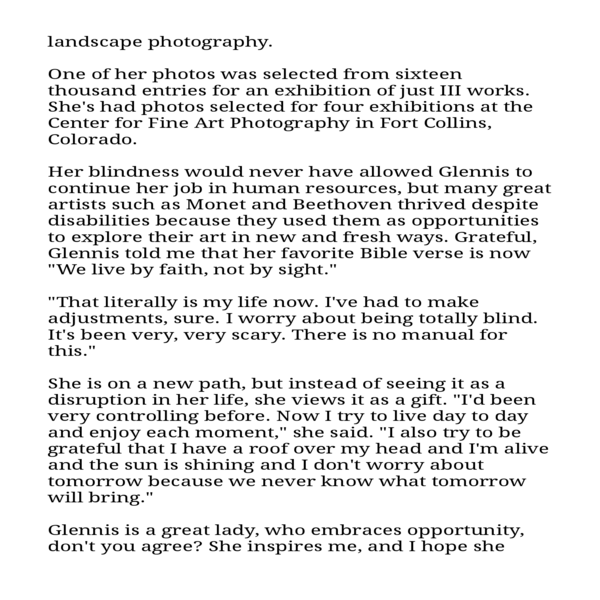 landscape photography.
One of her photos was selected from sixteen
thousand entries for an exhibition of just III works.
She's had photos selected for four exhibitions at the
Center for Fine Art Photography in Fort Collins,
Colorado.
Her blindness would never have allowed Glennis to
continue her job in human resources, but many great
artists such as Monet and Beethoven thrived despite
disabilities because they used them as opportunities
to explore their art in new and fresh ways. Grateful,
Glennis told me that her favorite Bible verse is now
"We live by faith, not by sight."
"That literally is my life now. I've had to make
adjustments, sure. I worry about being totally blind.
It's been very, very scary. There is no manual for
this."
She is on a new path, but instead of seeing it as a
disruption in her life, she views it as a gift. "I'd been
very controlling before. Now I try to live day to day
and enjoy each moment," she said. "I also try to be
grateful that I have a roof over my head and I'm alive
and the sun is shining and I don't worry about
tomorrow because we never know what tomorrow
will bring."
Glennis is a great lady, who embraces opportunity,
don't you agree? She inspires me, and I hope she